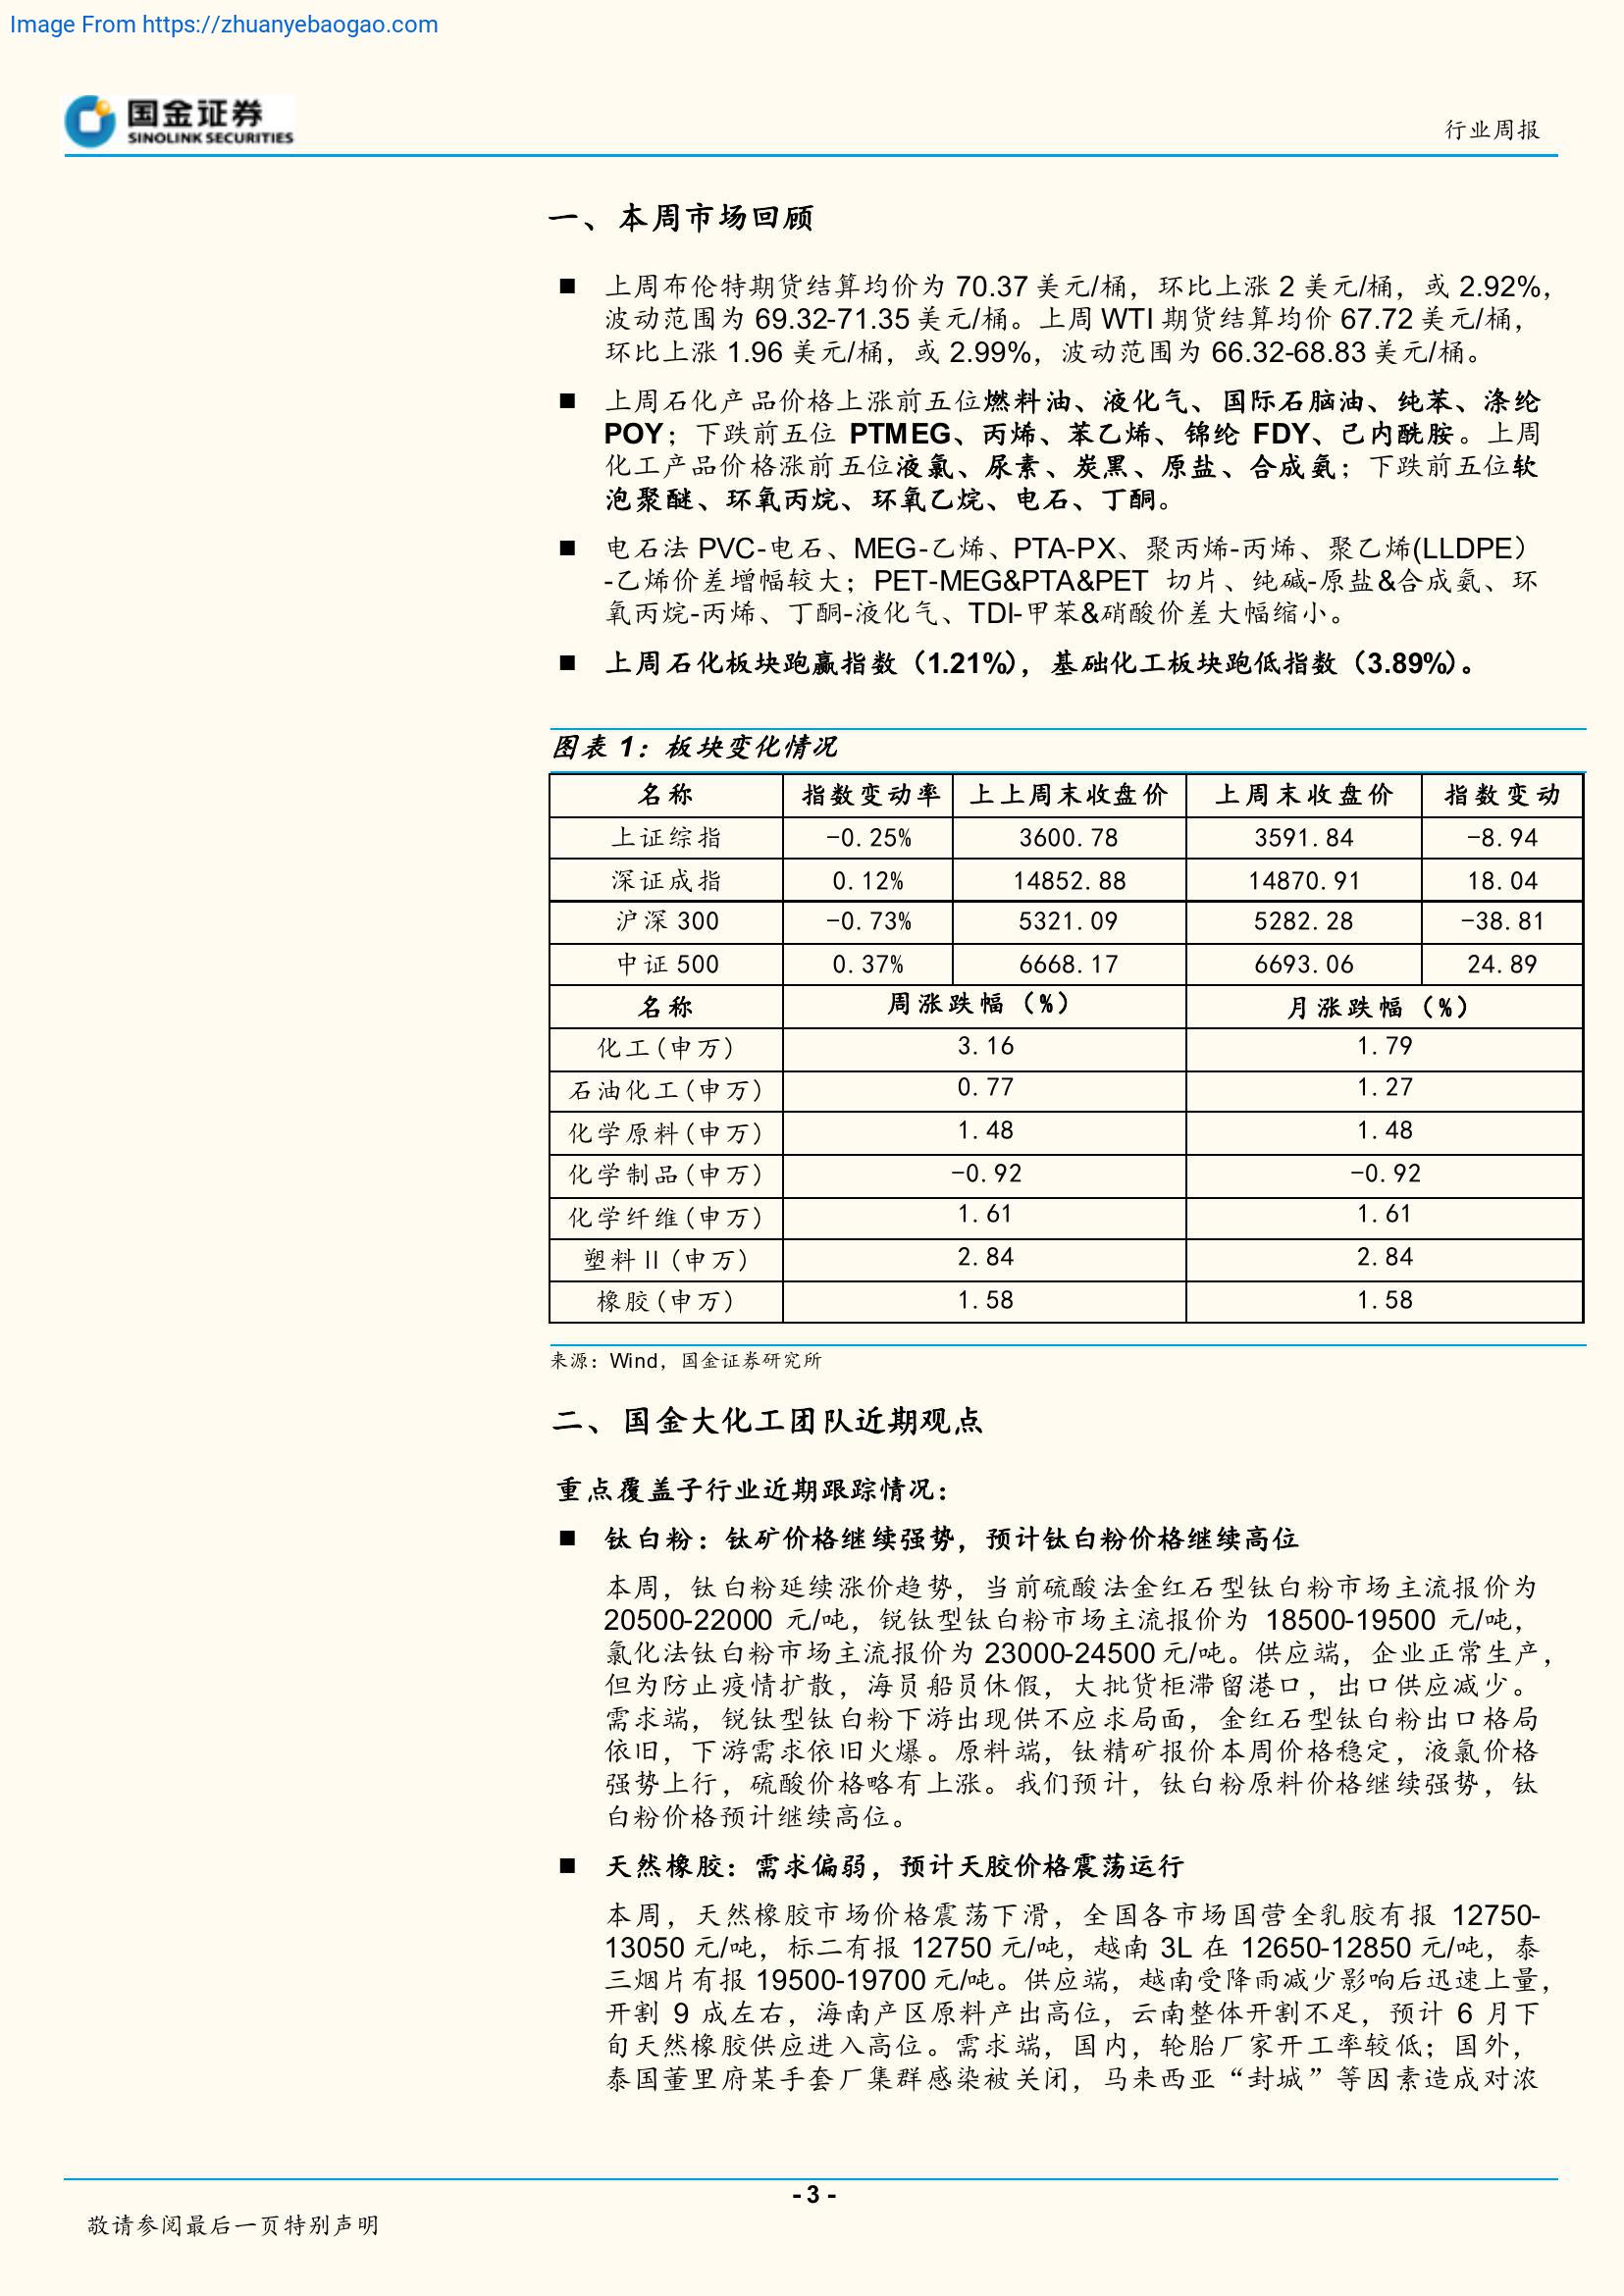 Image From https://zhuanyebaogao.com
国金证券
SINOLINK SECURITIES
行业周报
一、本周市场回顾
■ 上周布伦特期货结算均价为 70.37 美元/桶，环比上涨 2 美元/桶，或 2.92%，
波动范围为 69.32-71.35 美元/桶。上周 WTI 期货结算均价 67.72 美元/桶，
环比上涨 1.96 美元/桶，或 2.99%，波动范围为 66.32-68.83 美元/桶。
■ 上周石化产品价格上涨前五位燃料油、液化气、国际石脑油、纯苯、涤纶
POY；下跌前五位 PTMEG、丙烯、苯乙烯、锦纶 FDY、己内酰胺。上周
化工产品价格涨前五位液氯、尿素、炭黑、原盐、合成氨；下跌前五位软
泡聚醚、环氧丙烷、环氧乙烷、电石、丁酮。
■ 电石法 PVC-电石、MEG-乙烯、PTA-PX、聚丙烯-丙烯、聚乙烯(LLDPE）
-乙烯价差增幅较大；PET-MEG&PTA&PET 切片、纯碱-原盐&合成氨、环
氧丙烷-丙烯、丁酮-液化气、TDI-甲苯&硝酸价差大幅缩小。
■ 上周石化板块跑赢指数（1.21%），基础化工板块跑低指数（3.89%）。
图表 1：板块变化情况
名称 指数变动率 上上周末收盘价 上周末收盘价 指数变动
上证综指 -0.25% 3600.78 3591.84 -8.94
深证成指 0.12% 14852.88 14870.91 18.04
沪深 300 -0.73% 5321.09 5282.28 -38.81
中证 500 0.37% 6668.17 6693.06 24.89
名称 周涨跌幅（%） 月涨跌幅（%）
化工(申万) 3.16 1.79
石油化工(申万) 0.77 1.27
化学原料(申万) 1.48 1.48
化学制品(申万) -0.92 -0.92
化学纤维(申万) 1.61 1.61
塑料Ⅱ(申万) 2.84 2.84
橡胶(申万) 1.58 1.58
来源：Wind，国金证券研究所
二、国金大化工团队近期观点
重点覆盖子行业近期跟踪情况：
■ 钛白粉：钛矿价格继续强势，预计钛白粉价格继续高位
本周，钛白粉延续涨价趋势，当前硫酸法金红石型钛白粉市场主流报价为
20500-22000 元/吨，锐钛型钛白粉市场主流报价为 18500-19500 元/吨，
氯化法钛白粉市场主流报价为 23000-24500 元/吨。供应端，企业正常生产，
但为防止疫情扩散，海员船员休假，大批货柜滞留港口，出口供应减少。
需求端，锐钛型钛白粉下游出现供不应求局面，金红石型钛白粉出口格局
依旧，下游需求依旧火爆。原料端，钛精矿报价本周价格稳定，液氯价格
强势上行，硫酸价格略有上涨。我们预计，钛白粉原料价格继续强势，钛
白粉价格预计继续高位。
■ 天然橡胶：需求偏弱，预计天胶价格震荡运行
本周，天然橡胶市场价格震荡下滑，全国各市场国营全乳胶有报 12750-
13050 元/吨，标二有报 12750 元/吨，越南 3L 在 12650-12850 元/吨，泰
三烟片有报 19500-19700 元/吨。供应端，越南受降雨减少影响后迅速上量，
开割 9 成左右，海南产区原料产出高位，云南整体开割不足，预计 6 月下
旬天然橡胶供应进入高位。需求端，国内，轮胎厂家开工率较低；国外，
泰国董里府某手套厂集群感染被关闭，马来西亚“封城”等因素造成对浓
- 3 -
敬请参阅最后一页特别声明